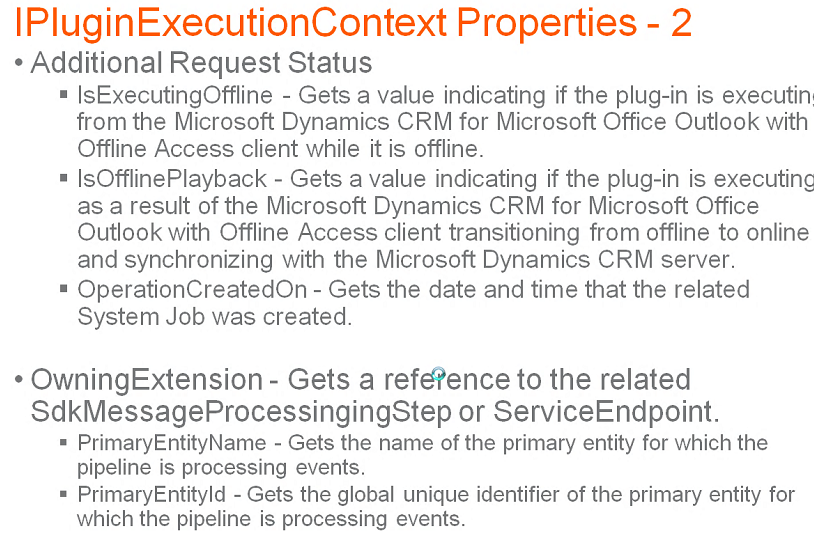 IPluginExecutionContext Properties - 2
• Additional Request Status
▪ IsExecutingOffline - Gets a value indicating if the plug-in is executing
from the Microsoft Dynamics CRM for Microsoft Office Outlook with
Offline Access client while it is offline.
▪ IsOfflinePlayback - Gets a value indicating if the plug-in is executing
as a result of the Microsoft Dynamics CRM for Microsoft Office
Outlook with Offline Access client transitioning from offline to online
and synchronizing with the Microsoft Dynamics CRM server.
▪ OperationCreatedOn - Gets the date and time that the related
System Job was created.
• OwningExtension - Gets a reference to the related
SdkMessageProcessingingStep or ServiceEndpoint.
▪ PrimaryEntityName - Gets the name of the primary entity for which the
pipeline is processing events.
▪ PrimaryEntityId - Gets the global unique identifier of the primary entity for
which the pipeline is processing events.